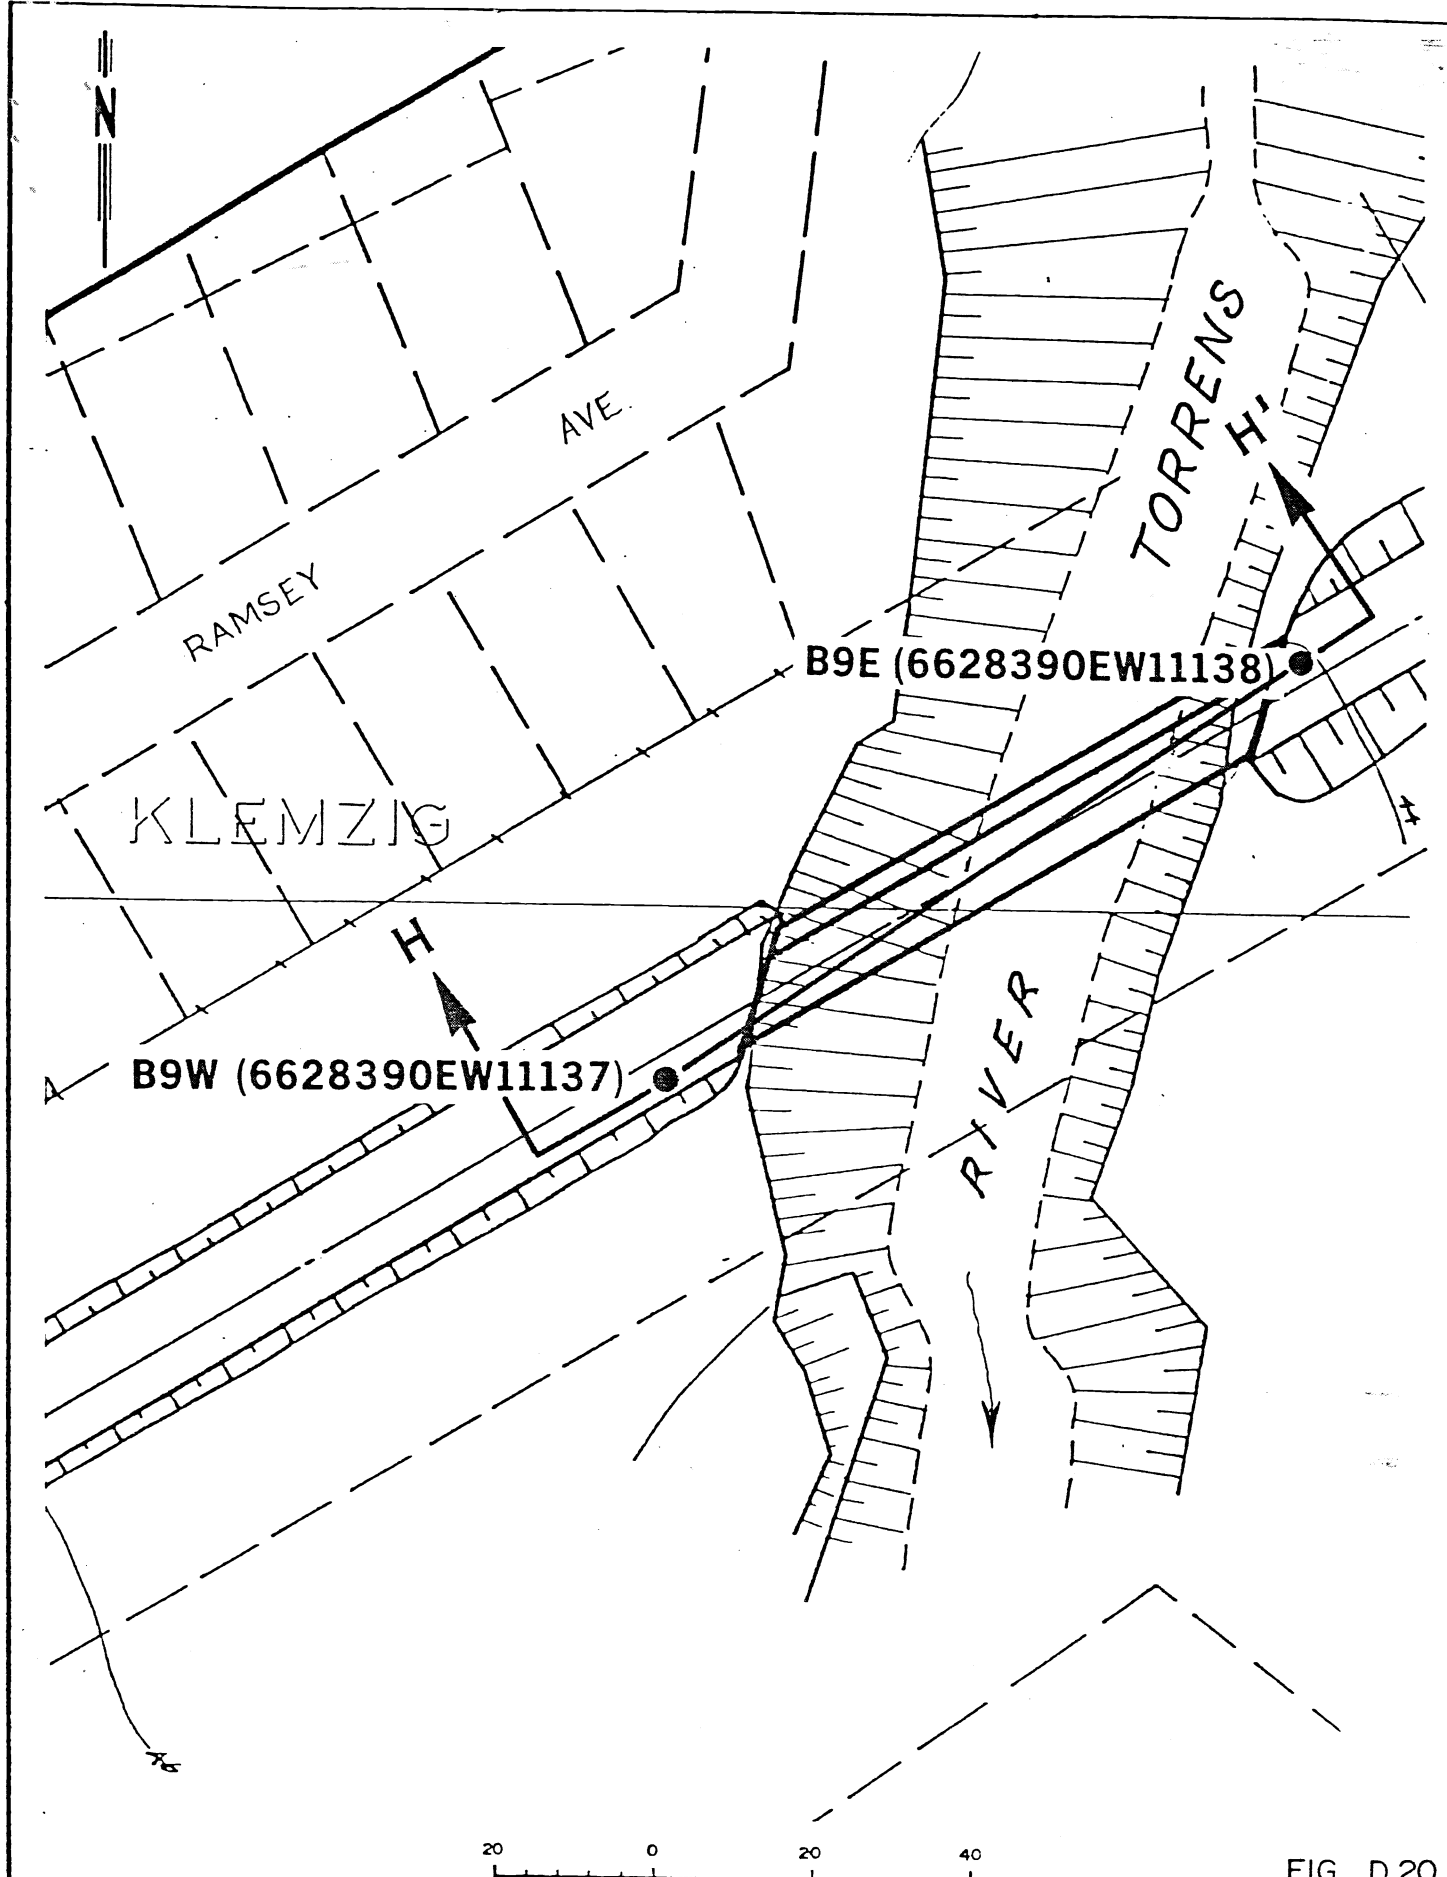 N
TORRENS
H'
AVE.
RAMSEY
B9E (6628390EW11138)
KLEMZIG
H
RIVER
B9W (6628390EW11137)
20 0 20 40
FIG D 20